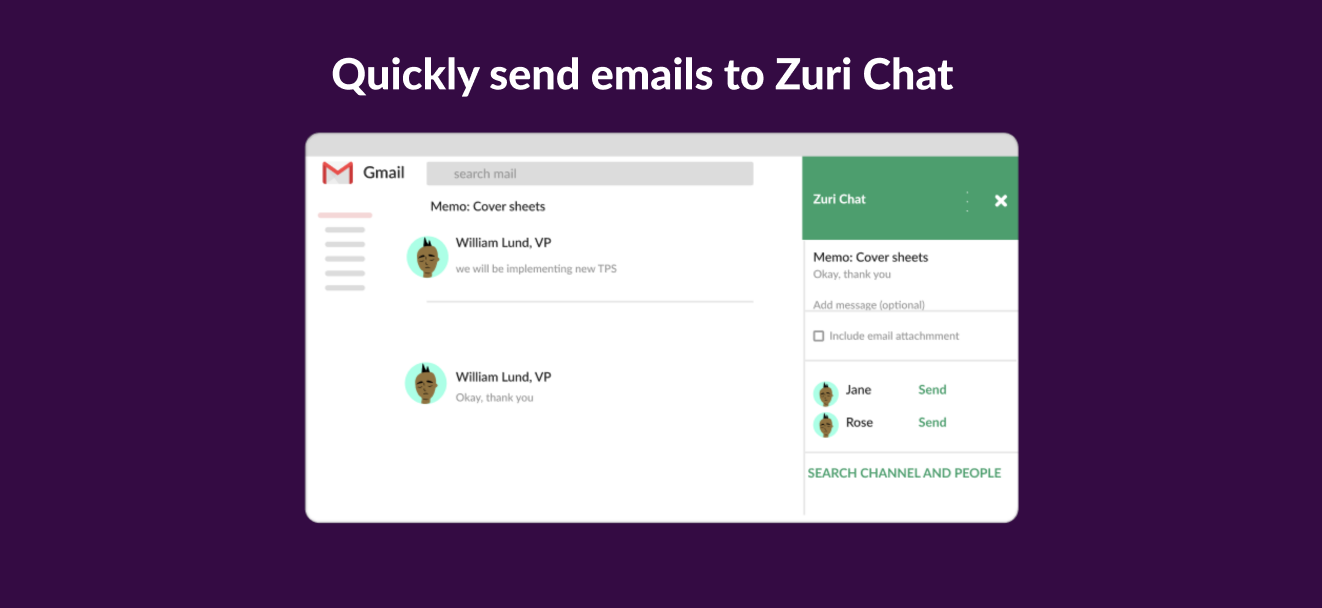 Quickly send emails to Zuri Chat
Gmail
search mail
Memo: Cover sheets
William Lund, VP
we will be implementing new TPS
William Lund, VP
Okay, thank you
Zuri Chat
Memo: Cover sheets
Okay, thank you
Add message (optional)
Include email attachmment
Jane Send
Rose Send
SEARCH CHANNEL AND PEOPLE